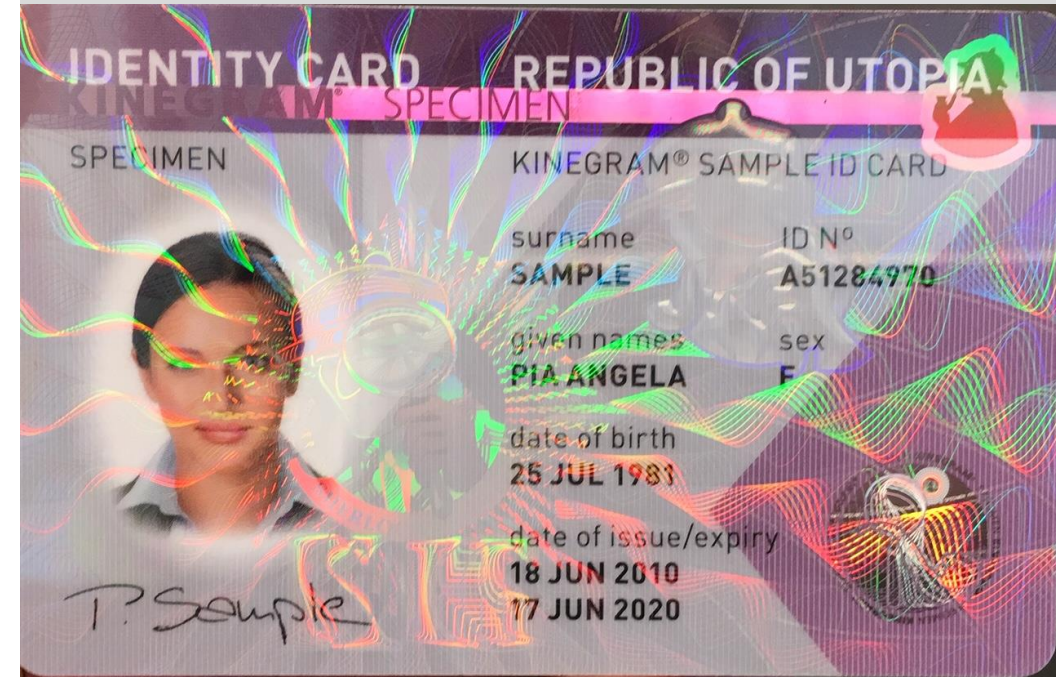 IDENTITY CARD
REPUBLIC OF UTOPIA
KINEGRAM® SPECIMEN
SPECIMEN
KINEGRAM® SAMPLE ID CARD
surname
ID Nº
SAMPLE
A51284970
given names
sex
PIA ANGELA
F
date of birth
25 JUL 1981
date of issue/expiry
18 JUN 2010
17 JUN 2020
P. Sample